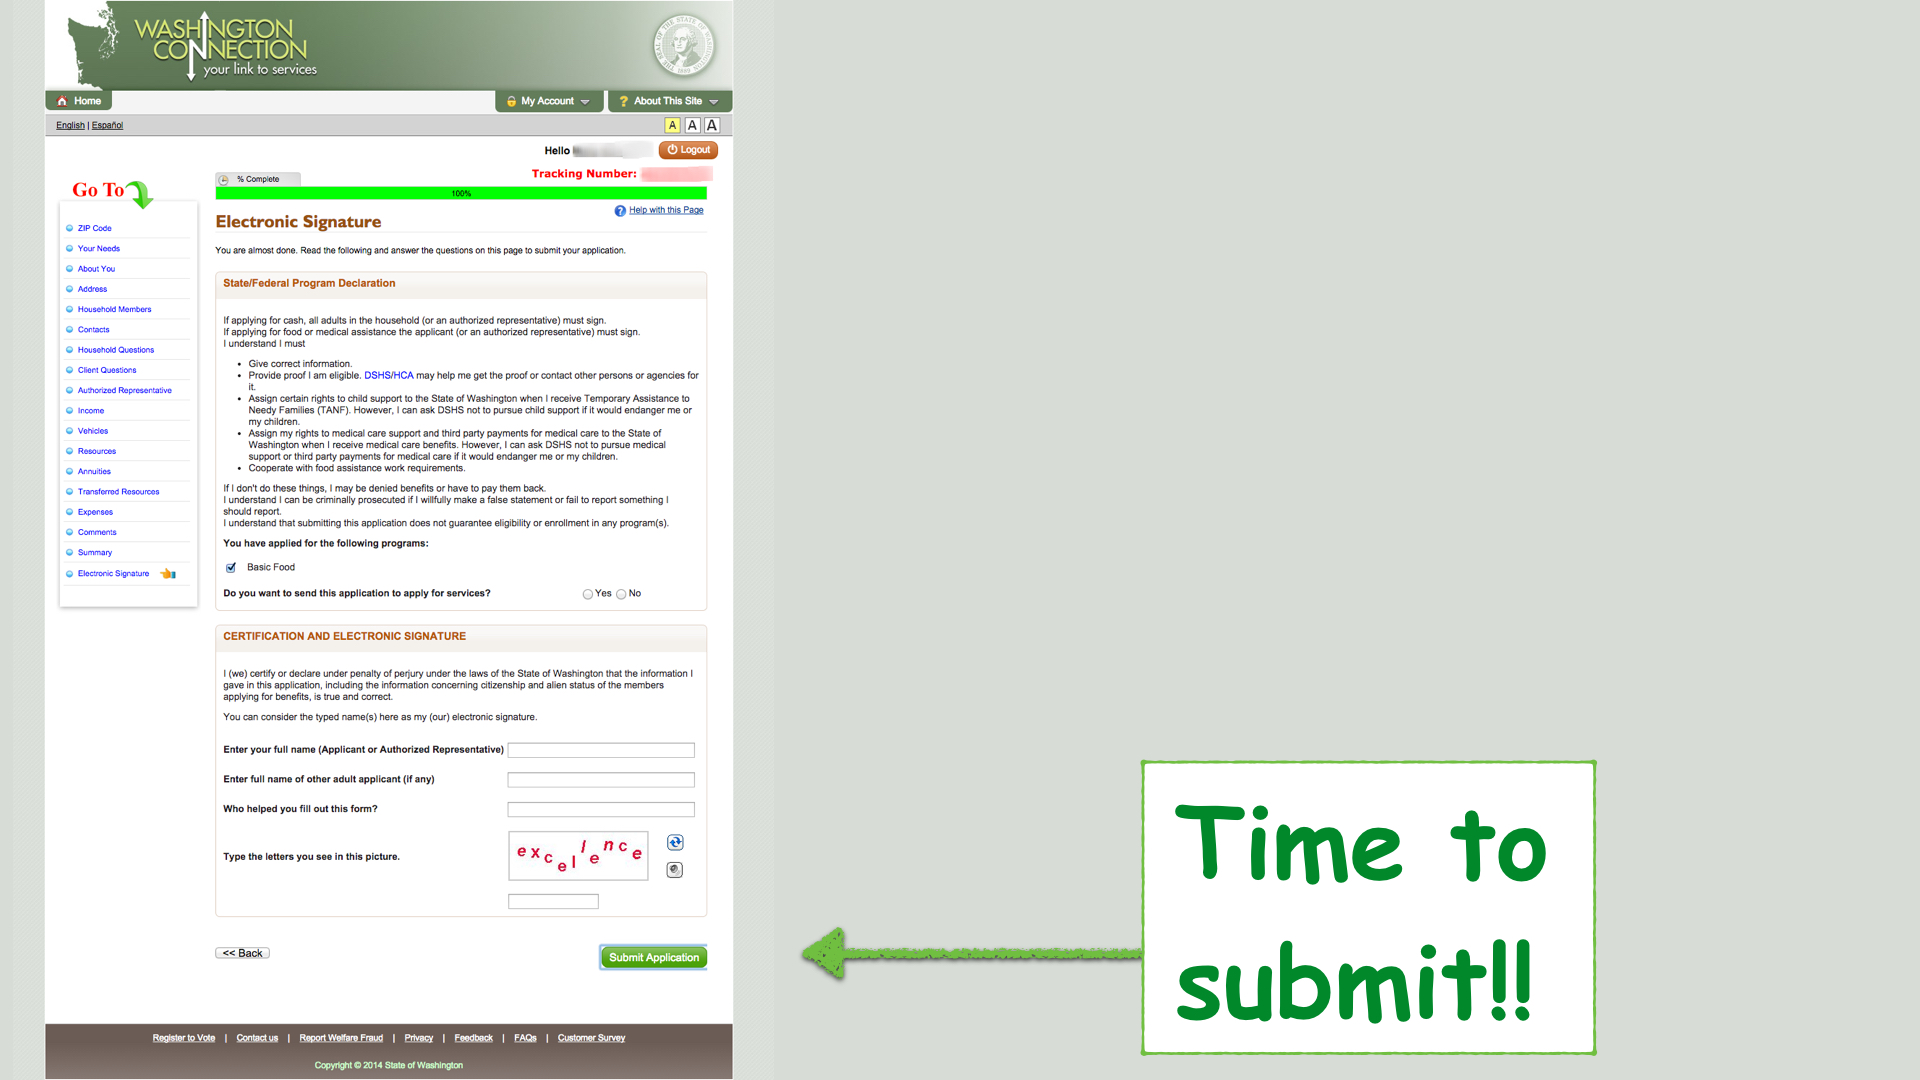 WASHINGTON
CONNECTION
your link to services
Home
My Account
About This Site
English | Español
A A A
Hello
Logout
Tracking Number:
% Complete
100%
Go To
Help with this Page
Electronic Signature
You are almost done. Read the following and answer the questions on this page to submit your application.
ZIP Code
Your Needs
About You
Address
Household Members
Contacts
Household Questions
Client Questions
Authorized Representative
Income
Vehicles
Resources
Annuities
Transferred Resources
Expenses
Comments
Summary
Electronic Signature
State/Federal Program Declaration
If applying for cash, all adults in the household (or an authorized representative) must sign.
If applying for food or medical assistance the applicant (or an authorized representative) must sign.
I understand I must
• Give correct information.
• Provide proof I am eligible. DSHS/HCA may help me get the proof or contact other persons or agencies for
it.
• Assign certain rights to child support to the State of Washington when I receive Temporary Assistance to
Needy Families (TANF). However, I can ask DSHS not to pursue child support if it would endanger me or
my children.
• Assign my rights to medical care support and third party payments for medical care to the State of
Washington when I receive medical care benefits. However, I can ask DSHS not to pursue medical
support or third party payments for medical care if it would endanger me or my children.
• Cooperate with food assistance work requirements.
If I don't do these things, I may be denied benefits or have to pay them back.
I understand I can be criminally prosecuted if I willfully make a false statement or fail to report something I
should report.
I understand that submitting this application does not guarantee eligibility or enrollment in any program(s).
You have applied for the following programs:
Basic Food
Do you want to send this application to apply for services? Yes No
CERTIFICATION AND ELECTRONIC SIGNATURE
I (we) certify or declare under penalty of perjury under the laws of the State of Washington that the information I
gave in this application, including the information concerning citizenship and alien status of the members
applying for benefits, is true and correct.
You can consider the typed name(s) here as my (our) electronic signature.
Enter your full name (Applicant or Authorized Representative)
Enter full name of other adult applicant (if any)
Who helped you fill out this form?
Type the letters you see in this picture.
excellence
<< Back
Submit Application
Register to Vote | Contact us | Report Welfare Fraud | Privacy | Feedback | FAQs | Customer Survey
Copyright © 2014 State of Washington
Time to
submit!!